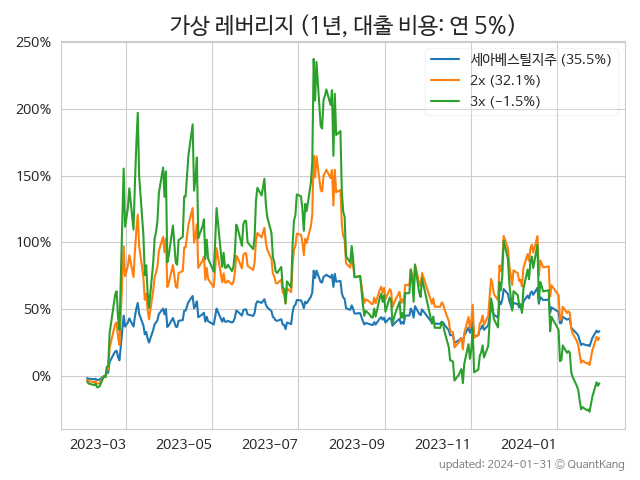 가상 레버리지 (1년, 대출 비용: 연 5%)
250%
200%
150%
100%
50%
0%
세아베스틸지주 (35.5%)
2x (32.1%)
3x (−1.5%)
2023-03 2023-05 2023-07 2023-09 2023-11 2024-01
updated: 2024-01-31 © QuantKang